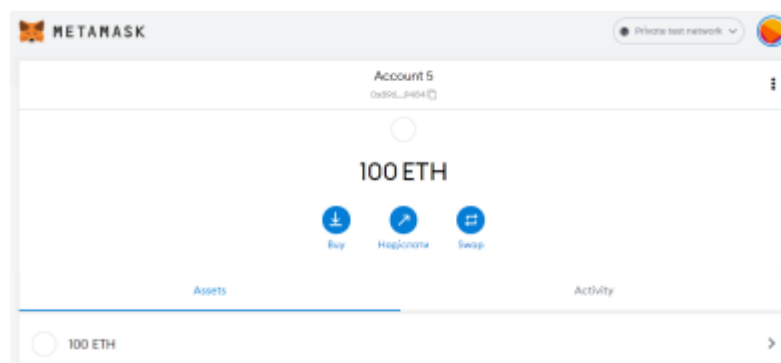 METAMASK
Private test network
Account 5
100 ETH
Buy
Надіслати
Swap
Assets
Activity
100 ETH